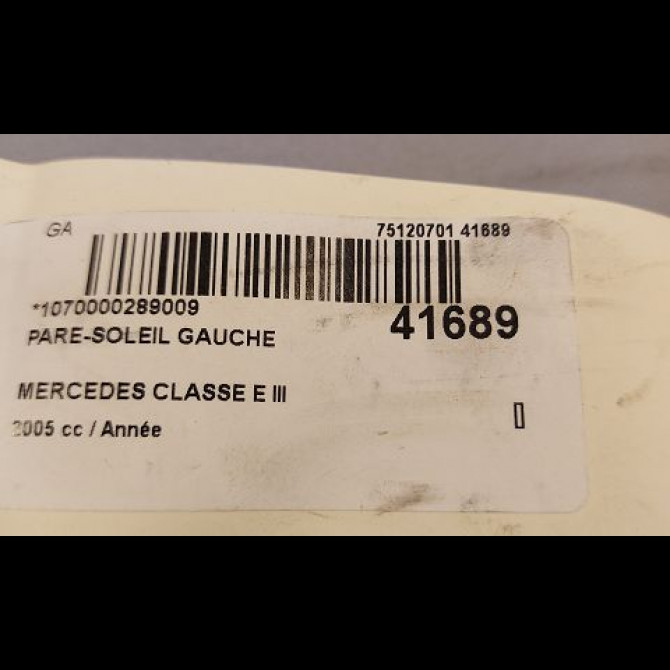 GA 75120701 41689
*1070000289009
41689
PARE-SOLEIL GAUCHE
MERCEDES CLASSE E III
2005 cc / Année